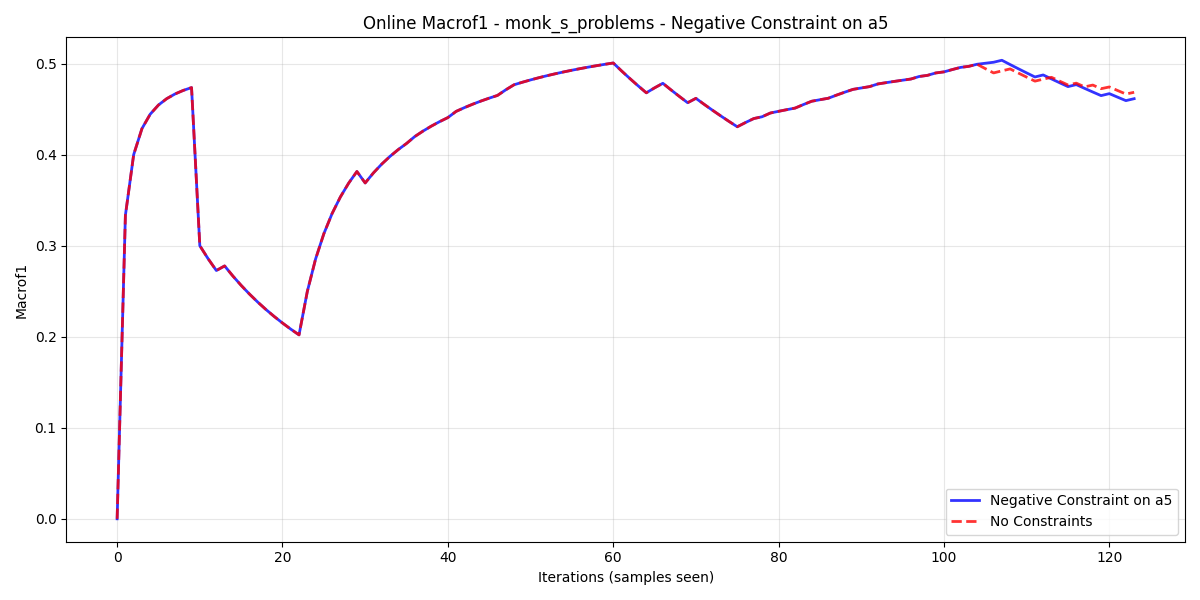 Online Macrof1 - monk_s_problems - Negative Constraint on a5
Macrof1
0.5
0.4
0.3
0.2
0.1
0.0
0 20 40 60 80 100 120
Iterations (samples seen)
Negative Constraint on a5
No Constraints